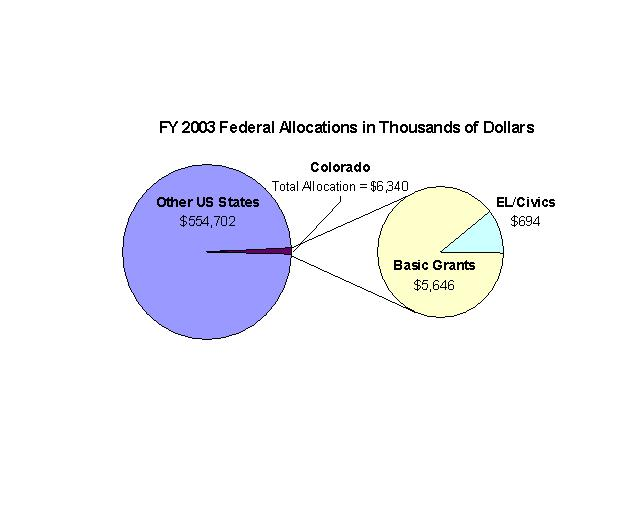 FY 2003 Federal Allocations in Thousands of Dollars
Colorado
Total Allocation = $6,340
Other US States
$554,702
EL/Civics
$694
Basic Grants
$5,646